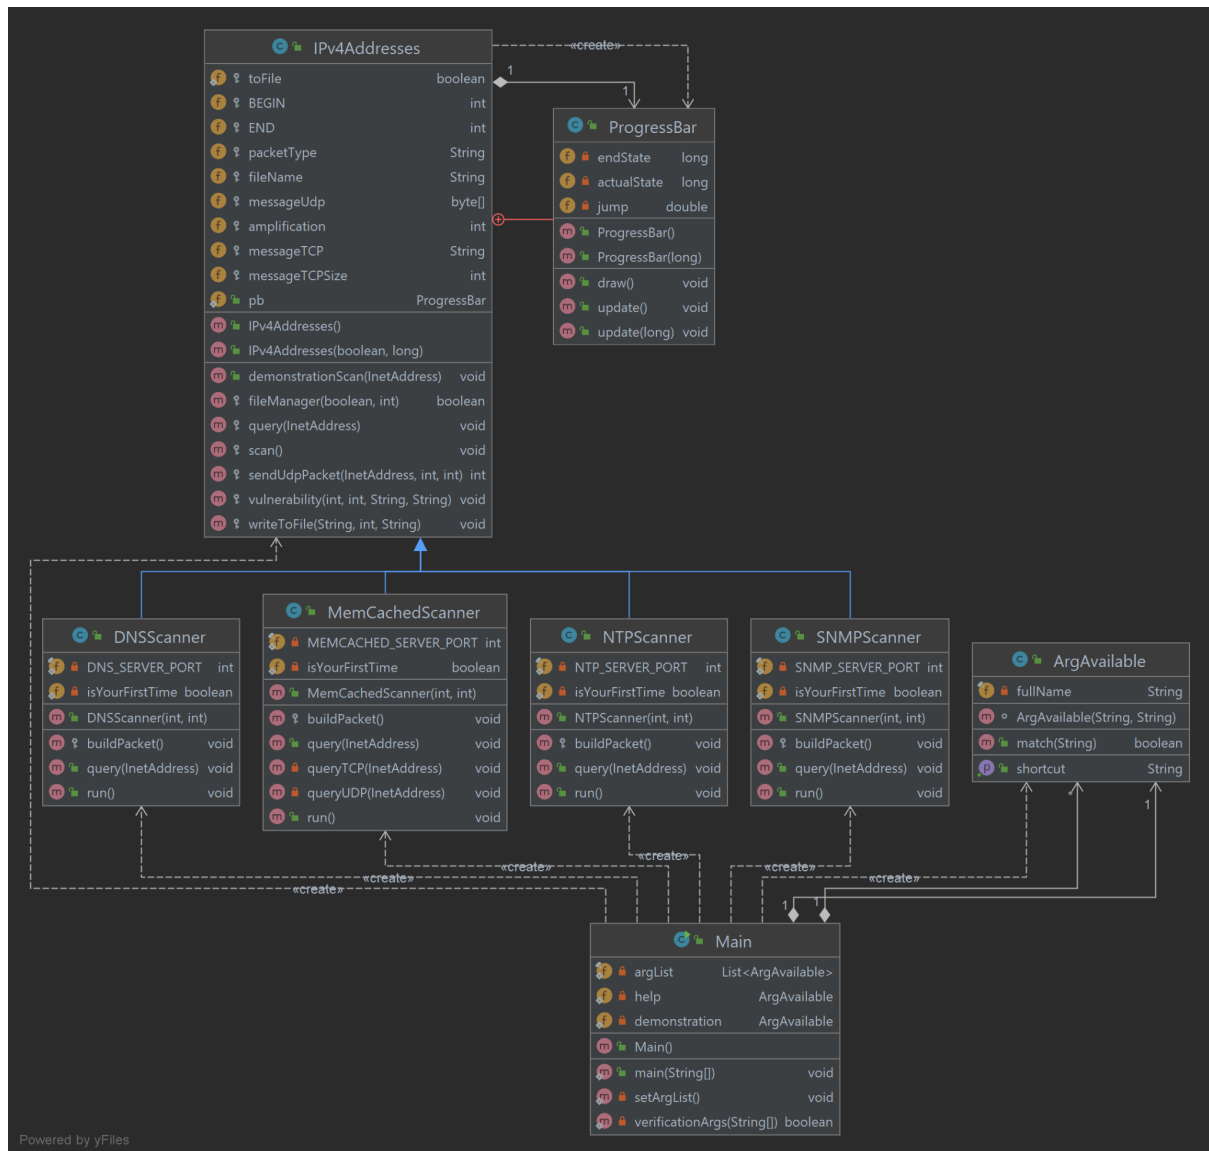 IPv4Addresses
toFile boolean
BEGIN int
END int
packetType String
fileName String
messageUdp byte[]
amplification int
messageTCP String
messageTCPSize int
pb ProgressBar
IPv4Addresses()
IPv4Addresses(boolean, long)
demonstrationScan(InetAddress) void
fileManager(boolean, int) boolean
query(InetAddress) void
scan() void
sendUdpPacket(InetAddress, int, int) int
vulnerability(int, int, String, String) void
writeToFile(String, int, String) void
«create»
1
1
ProgressBar
endState long
actualState long
jump double
ProgressBar()
ProgressBar(long)
draw() void
update() void
update(long) void
DNSScanner
DNS_SERVER_PORT int
isYourFirstTime boolean
DNSScanner(int, int)
buildPacket() void
query(InetAddress) void
run() void
MemCachedScanner
MEMCACHED_SERVER_PORT int
isYourFirstTime boolean
MemCachedScanner(int, int)
buildPacket() void
query(InetAddress) void
queryTCP(InetAddress) void
queryUDP(InetAddress) void
run() void
NTPScanner
NTP_SERVER_PORT int
isYourFirstTime boolean
NTPScanner(int, int)
buildPacket() void
query(InetAddress) void
run() void
SNMPScanner
SNMP_SERVER_PORT int
isYourFirstTime boolean
SNMPScanner(int, int)
buildPacket() void
query(InetAddress) void
run() void
ArgAvailable
fullName String
ArgAvailable(String, String)
match(String) boolean
shortcut String
*
1
«create»
«create»
«create»
«create»
«create»
«create»
1
1
Main
argList List<ArgAvailable>
help ArgAvailable
demonstration ArgAvailable
Main()
main(String[]) void
setArgList() void
verificationArgs(String[]) boolean
Powered by yFiles